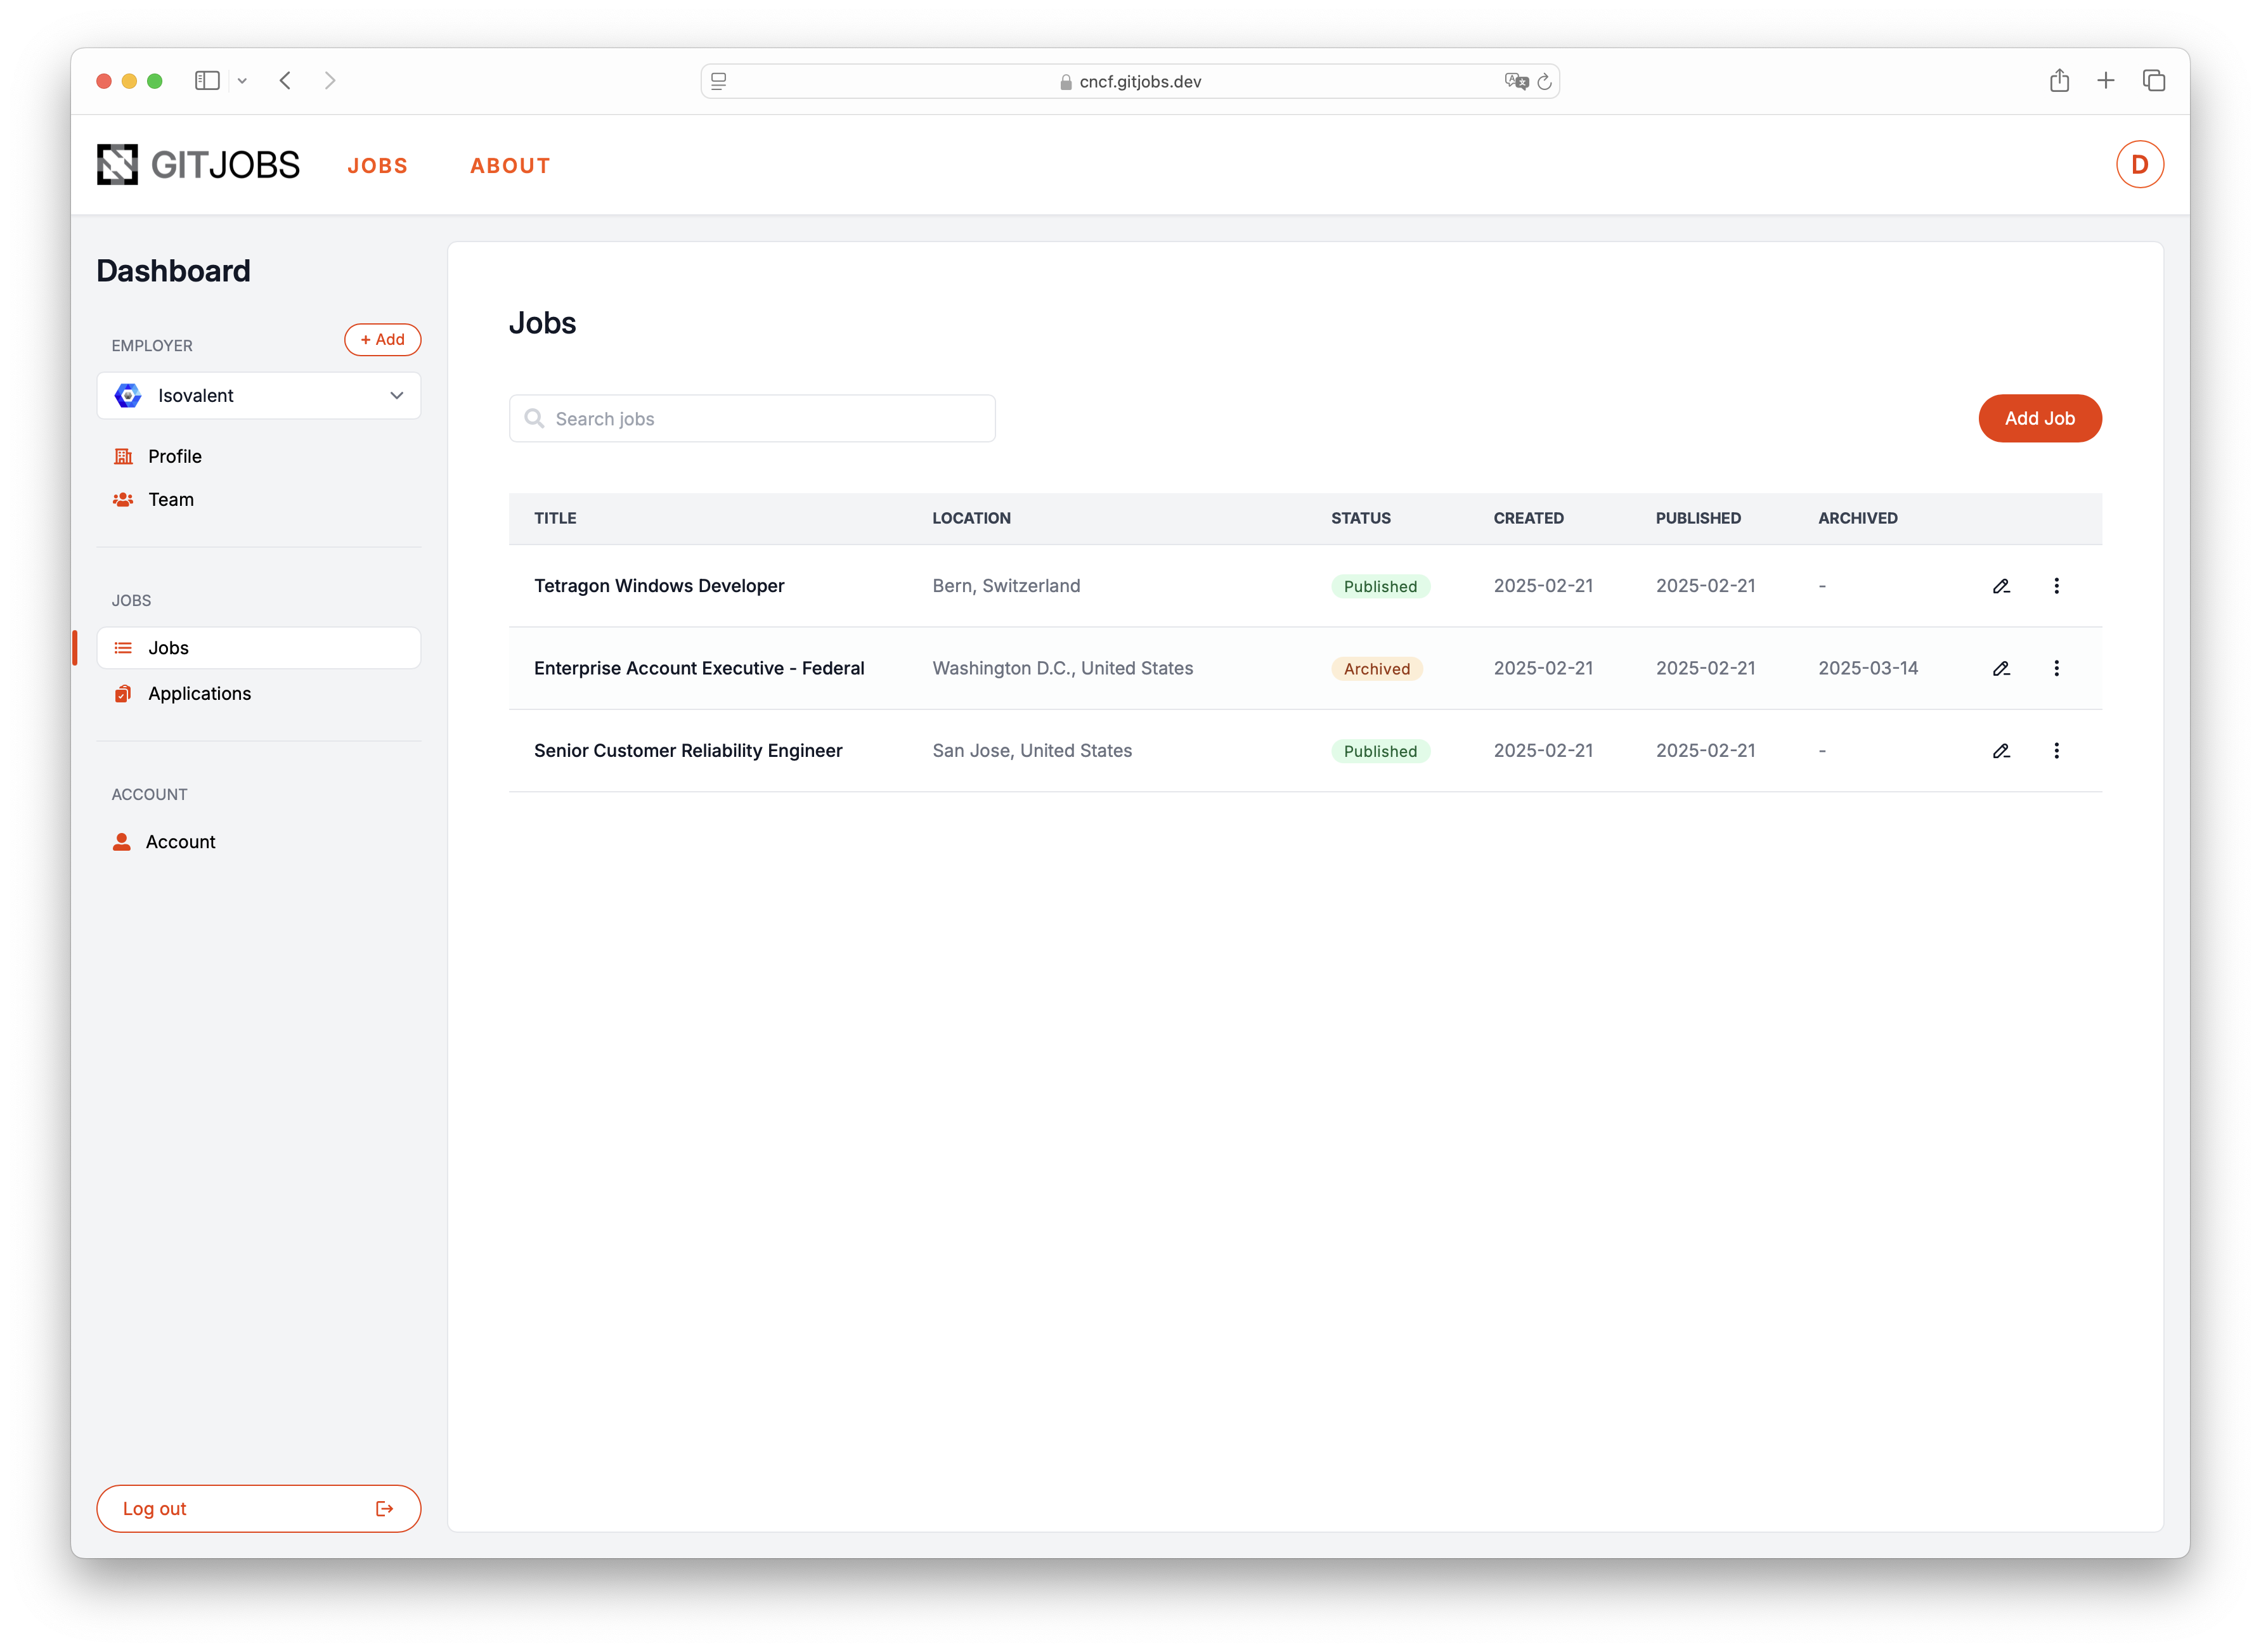 cncf.gitjobs.dev
GITJOBS JOBS ABOUT D
Dashboard
EMPLOYER + Add
Isovalent
Profile
Team
JOBS
Jobs
Applications
ACCOUNT
Account
Log out
Jobs
Search jobs Add Job
TITLE LOCATION STATUS CREATED PUBLISHED ARCHIVED
Tetragon Windows Developer Bern, Switzerland Published 2025-02-21 2025-02-21 -
Enterprise Account Executive - Federal Washington D.C., United States Archived 2025-02-21 2025-02-21 2025-03-14
Senior Customer Reliability Engineer San Jose, United States Published 2025-02-21 2025-02-21 -